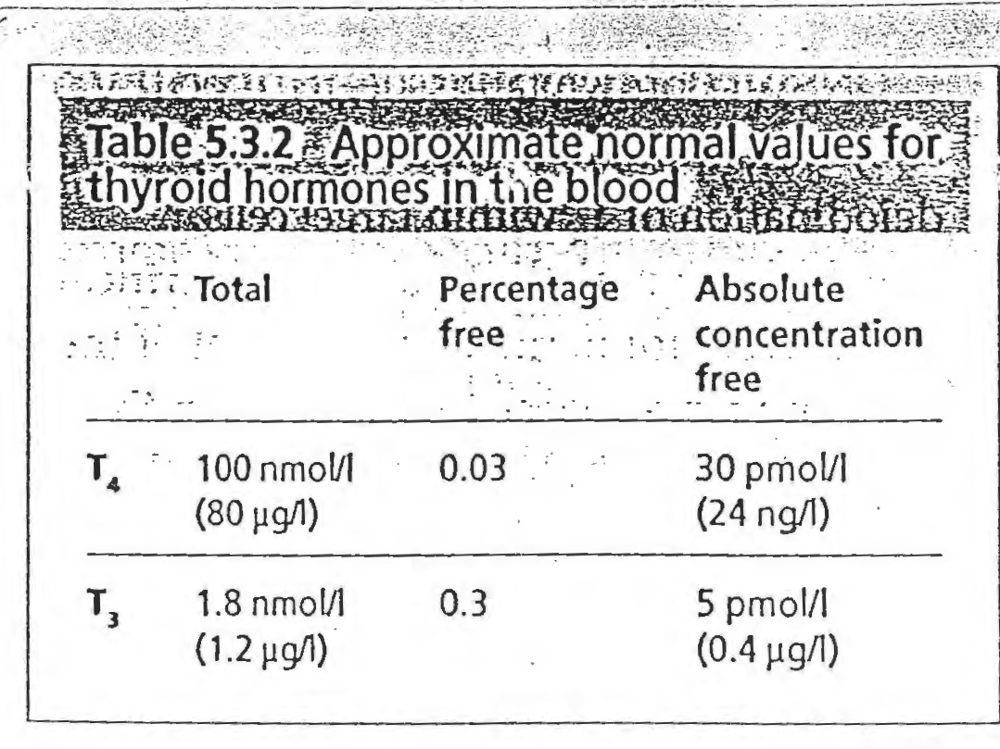 Table 5.3.2 Approximate normal values for
thyroid hormones in the blood
Total Percentage free Absolute concentration free
T₄ 100 nmol/l 0.03 30 pmol/l
(80 µg/l) (24 ng/l)
T₃ 1.8 nmol/l 0.3 5 pmol/l
(1.2 µg/l) (0.4 µg/l)